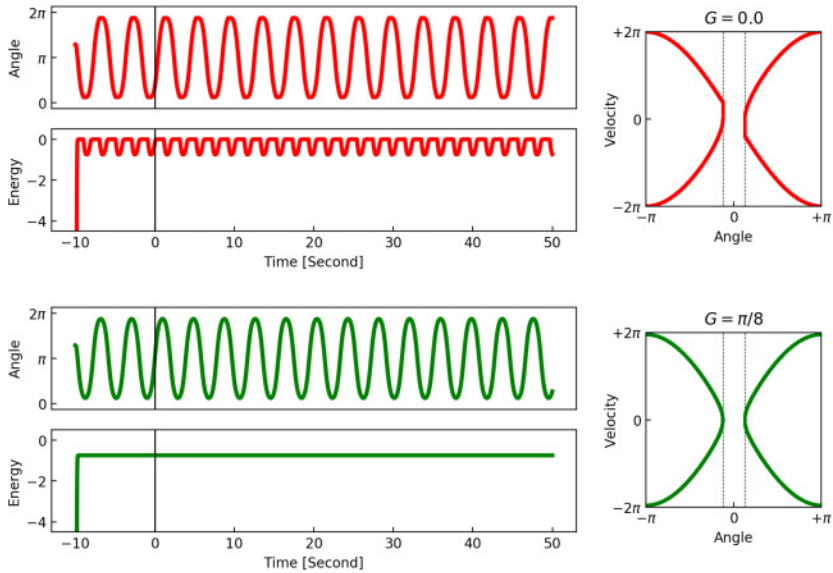 2π
π
0
Angle
0
−2
−4
Energy
−10 0 10 20 30 40 50
Time [Second]
G = 0.0
+2π
0
−2π
Velocity
−π 0 +π
Angle
2π
π
0
Angle
0
−2
−4
Energy
−10 0 10 20 30 40 50
Time [Second]
G = π/8
+2π
0
−2π
Velocity
−π 0 +π
Angle